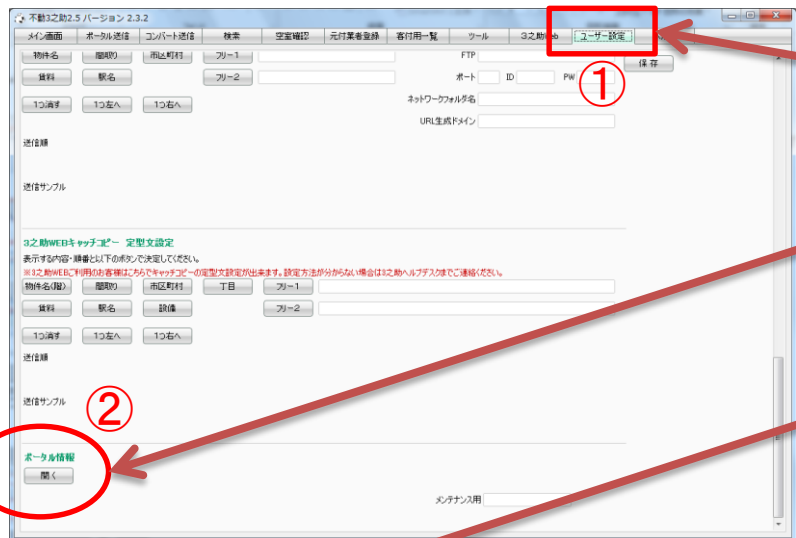 不動3之助2.5 バージョン 2.3.2
メイン画面 ポータル送信 コンバート送信 検索 空室確認 元付業者登録 客付用一覧 ツール 3之助Web ユーザー設定
物件名 間取り 市区町村 フリー1 FTP 保存
賃料 駅名 フリー2 ポート ID PW
①
1つ消す 1つ左へ 1つ右へ ネットワークフォルダ名
URL生成ドメイン
送信順
送信サンプル
3之助WEBキャッチコピー 定型文設定
表示する内容・順番と以下のボタンで決定してください。
※3之助WEBご利用のお客様はこちらでキャッチコピーの定型文設定が出来ます。設定方法が分からない場合は3之助ヘルプデスクまでご連絡ください。
物件名(階) 間取り 市区町村 丁目 フリー1
賃料 駅名 設備 フリー2
1つ消す 1つ左へ 1つ右へ
送信順
送信サンプル
②
ポータル情報
開く
メンテナンス用